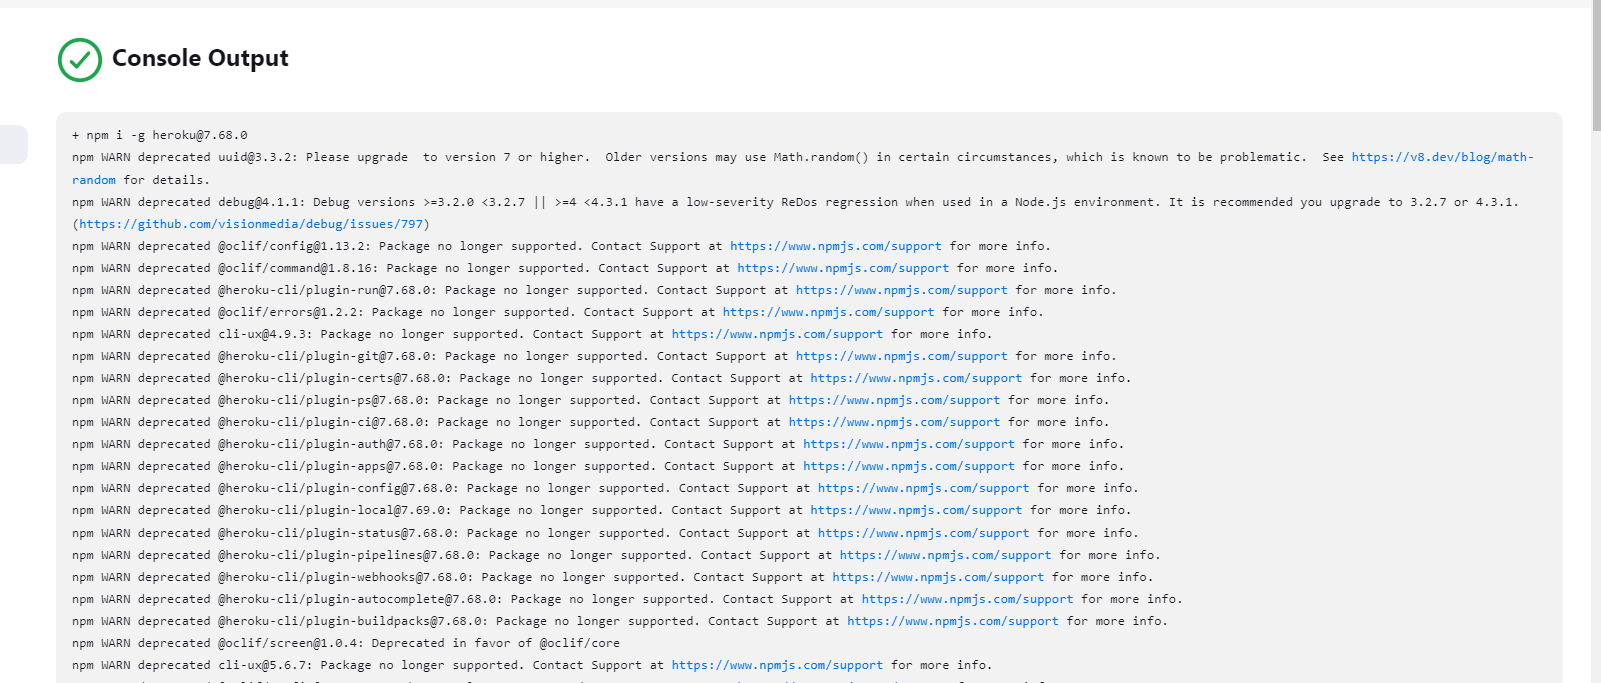 Console Output
+ npm i -g heroku@7.68.0
npm WARN deprecated uuid@3.3.2: Please upgrade  to version 7 or higher.  Older versions may use Math.random() in certain circumstances, which is known to be problematic.  See https://v8.dev/blog/math-
random for details.
npm WARN deprecated debug@4.1.1: Debug versions >=3.2.0 <3.2.7 || >=4 <4.3.1 have a low-severity ReDos regression when used in a Node.js environment. It is recommended you upgrade to 3.2.7 or 4.3.1.
(https://github.com/visionmedia/debug/issues/797)
npm WARN deprecated @oclif/config@1.13.2: Package no longer supported. Contact Support at https://www.npmjs.com/support for more info.
npm WARN deprecated @oclif/command@1.8.16: Package no longer supported. Contact Support at https://www.npmjs.com/support for more info.
npm WARN deprecated @heroku-cli/plugin-run@7.68.0: Package no longer supported. Contact Support at https://www.npmjs.com/support for more info.
npm WARN deprecated @oclif/errors@1.2.2: Package no longer supported. Contact Support at https://www.npmjs.com/support for more info.
npm WARN deprecated cli-ux@4.9.3: Package no longer supported. Contact Support at https://www.npmjs.com/support for more info.
npm WARN deprecated @heroku-cli/plugin-git@7.68.0: Package no longer supported. Contact Support at https://www.npmjs.com/support for more info.
npm WARN deprecated @heroku-cli/plugin-certs@7.68.0: Package no longer supported. Contact Support at https://www.npmjs.com/support for more info.
npm WARN deprecated @heroku-cli/plugin-ps@7.68.0: Package no longer supported. Contact Support at https://www.npmjs.com/support for more info.
npm WARN deprecated @heroku-cli/plugin-ci@7.68.0: Package no longer supported. Contact Support at https://www.npmjs.com/support for more info.
npm WARN deprecated @heroku-cli/plugin-auth@7.68.0: Package no longer supported. Contact Support at https://www.npmjs.com/support for more info.
npm WARN deprecated @heroku-cli/plugin-apps@7.68.0: Package no longer supported. Contact Support at https://www.npmjs.com/support for more info.
npm WARN deprecated @heroku-cli/plugin-config@7.68.0: Package no longer supported. Contact Support at https://www.npmjs.com/support for more info.
npm WARN deprecated @heroku-cli/plugin-local@7.69.0: Package no longer supported. Contact Support at https://www.npmjs.com/support for more info.
npm WARN deprecated @heroku-cli/plugin-status@7.68.0: Package no longer supported. Contact Support at https://www.npmjs.com/support for more info.
npm WARN deprecated @heroku-cli/plugin-pipelines@7.68.0: Package no longer supported. Contact Support at https://www.npmjs.com/support for more info.
npm WARN deprecated @heroku-cli/plugin-webhooks@7.68.0: Package no longer supported. Contact Support at https://www.npmjs.com/support for more info.
npm WARN deprecated @heroku-cli/plugin-autocomplete@7.68.0: Package no longer supported. Contact Support at https://www.npmjs.com/support for more info.
npm WARN deprecated @heroku-cli/plugin-buildpacks@7.68.0: Package no longer supported. Contact Support at https://www.npmjs.com/support for more info.
npm WARN deprecated @oclif/screen@1.0.4: Deprecated in favor of @oclif/core
npm WARN deprecated cli-ux@5.6.7: Package no longer supported. Contact Support at https://www.npmjs.com/support for more info.